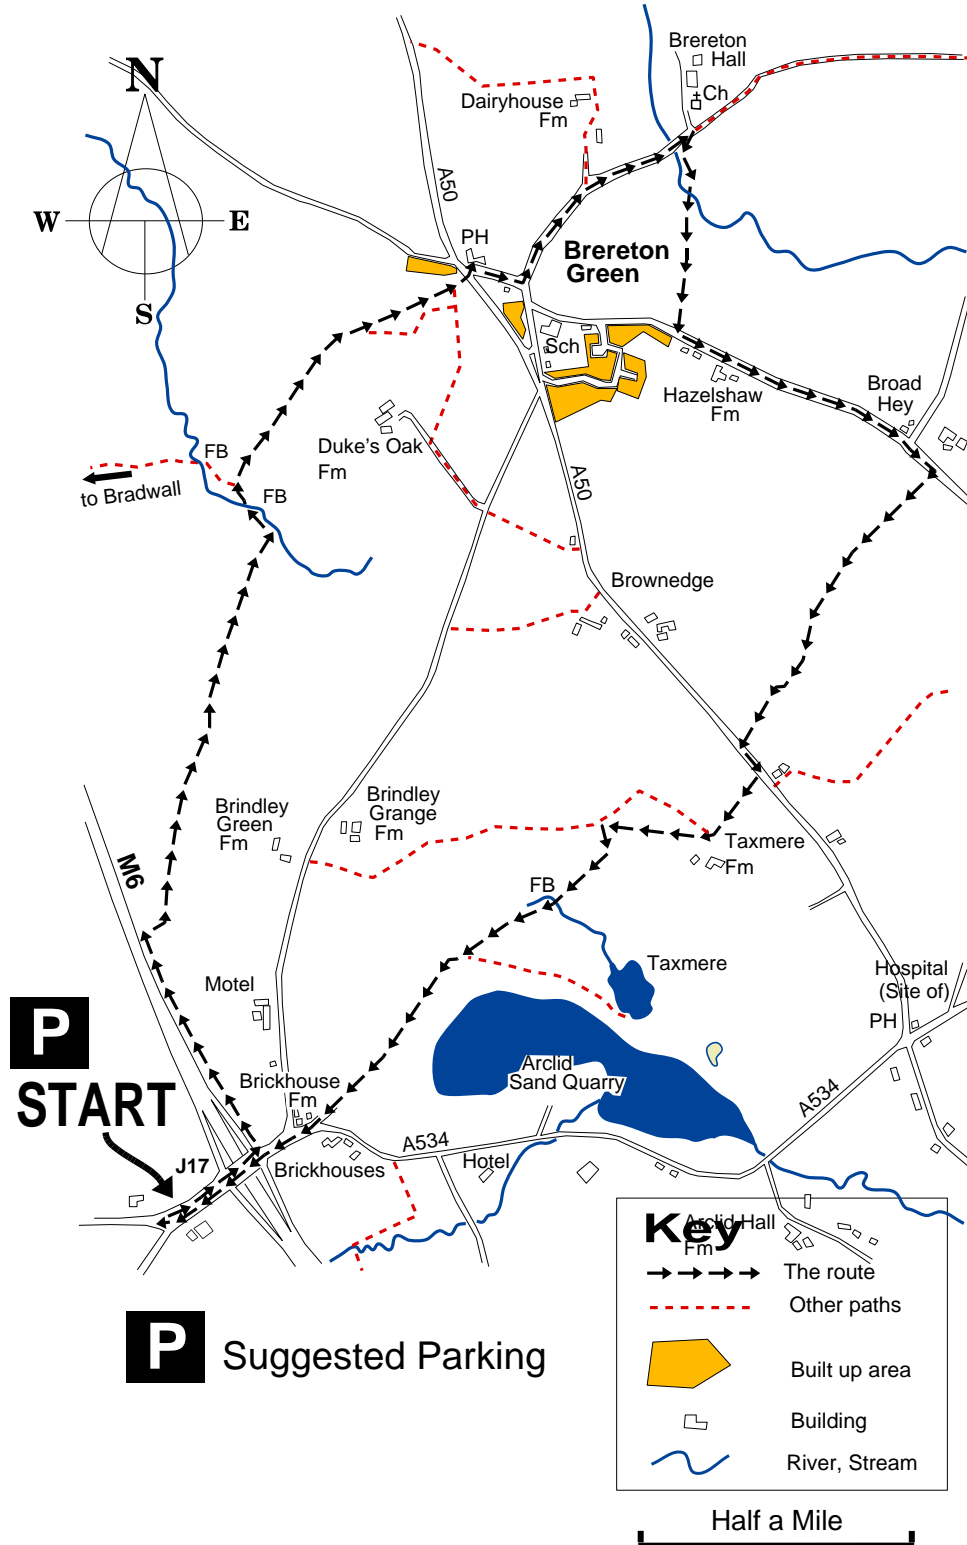 Brereton
Hall
N
Ch
Dairyhouse
Fm
A50
W
E
PH
Brereton
Green
S
Sch
Broad
Hey
Hazelshaw
Fm
Duke's Oak
Fm
FB
to Bradwall
FB
A50
Brownedge
Brindley
Green
Fm
Brindley
Grange
Fm
Taxmere
Fm
M6
FB
Taxmere
Hospital
(Site of)
Motel
PH
P
START
Arclid
Sand Quarry
Brickhouse
Fm
A534
A534
J17
Brickhouses
Hotel
Key
Arclid Hall
Fm
The route
Other paths
P Suggested Parking
Built up area
Building
River, Stream
Half a Mile